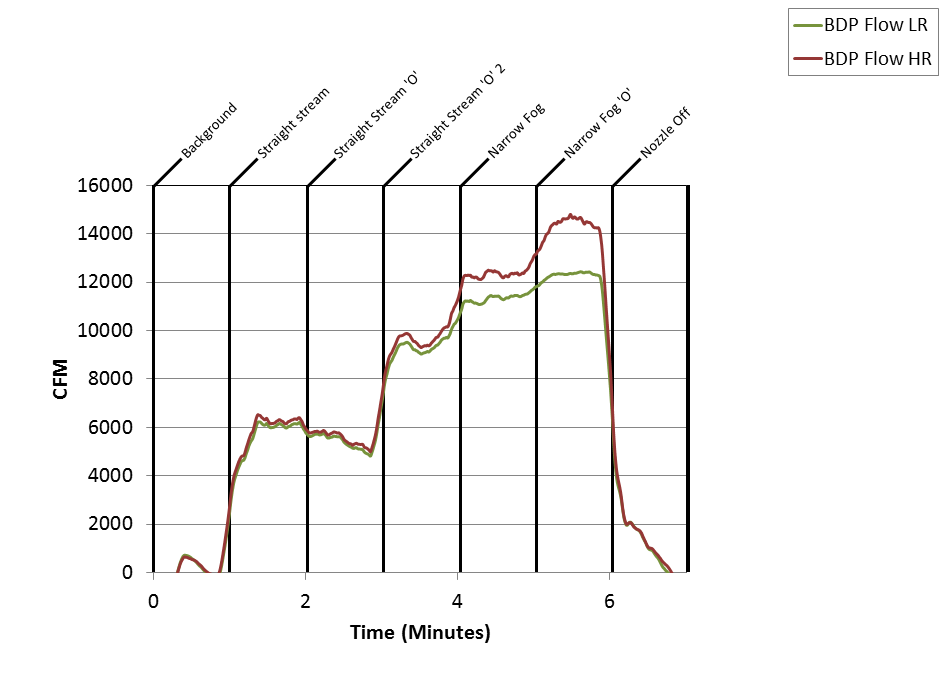 BDP Flow LR
BDP Flow HR
Background
Straight stream
Straight Stream 'O'
Straight Stream 'O' 2
Narrow Fog
Narrow Fog 'O'
Nozzle Off
16000
14000
12000
10000
8000
6000
4000
2000
0
CFM
0 2 4 6
Time (Minutes)